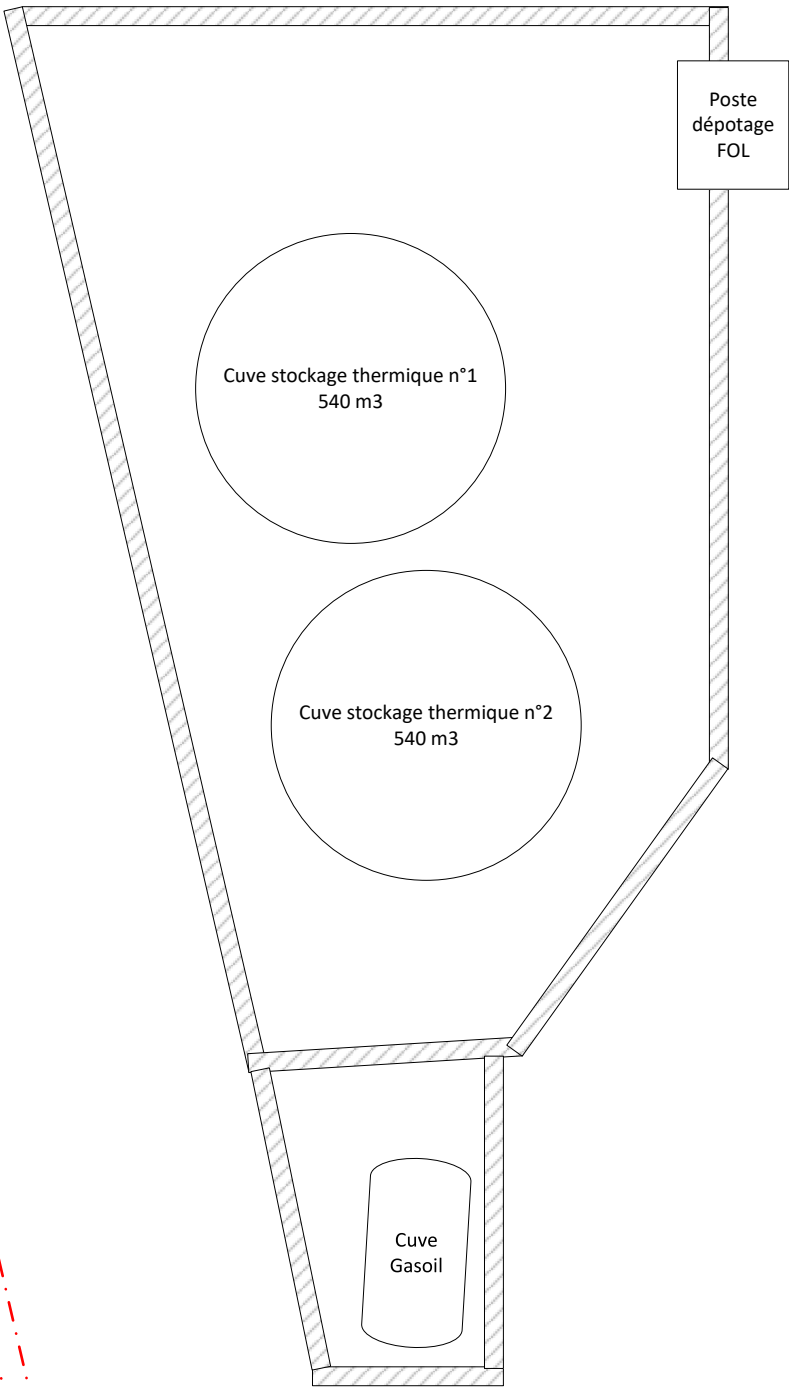 Poste
dépotage
FOL
Cuve stockage thermique n°1
540 m3
Cuve stockage thermique n°2
540 m3
Cuve
Gasoil